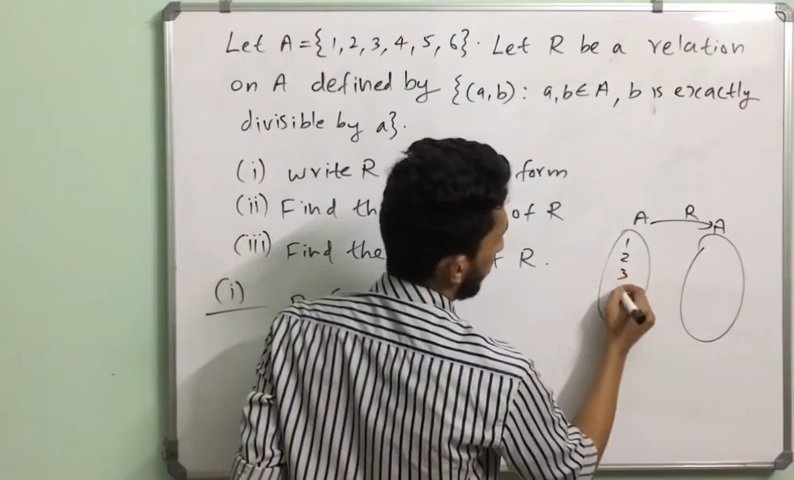 Let A = {1, 2, 3, 4, 5, 6}. Let R be a relation
on A defined by {(a, b) : a, b ∈ A, b is exactly
divisible by a}.
(i) write R form
(ii) Find th of R
(iii) Find the R.
(i)
A R A
1
2
3